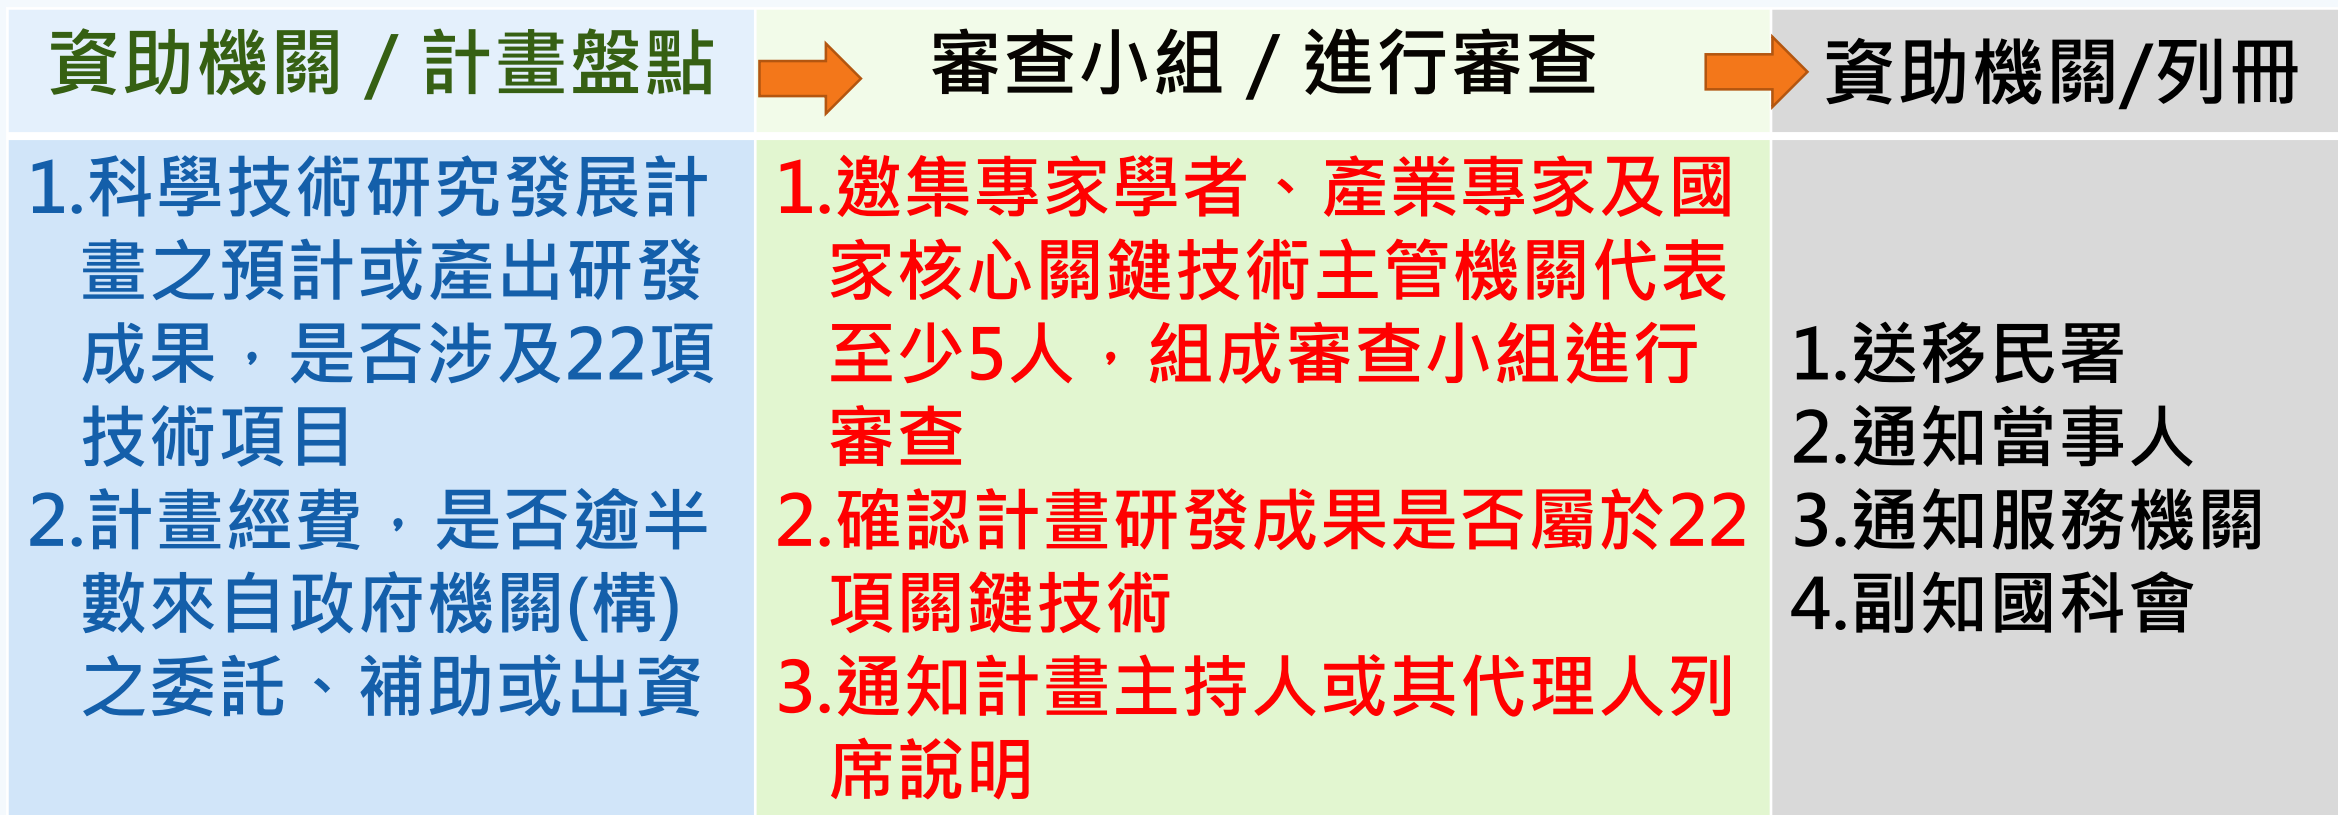 資助機關 / 計畫盤點
1.科學技術研究發展計
畫之預計或產出研發
成果，是否涉及22項
技術項目
2.計畫經費，是否逾半
數來自政府機關(構)
之委託、補助或出資
審查小組 / 進行審查
1.邀集專家學者、產業專家及國
家核心關鍵技術主管機關代表
至少5人，組成審查小組進行
審查
2.確認計畫研發成果是否屬於22
項關鍵技術
3.通知計畫主持人或其代理人列
席說明
資助機關/列冊
1.送移民署
2.通知當事人
3.通知服務機關
4.副知國科會